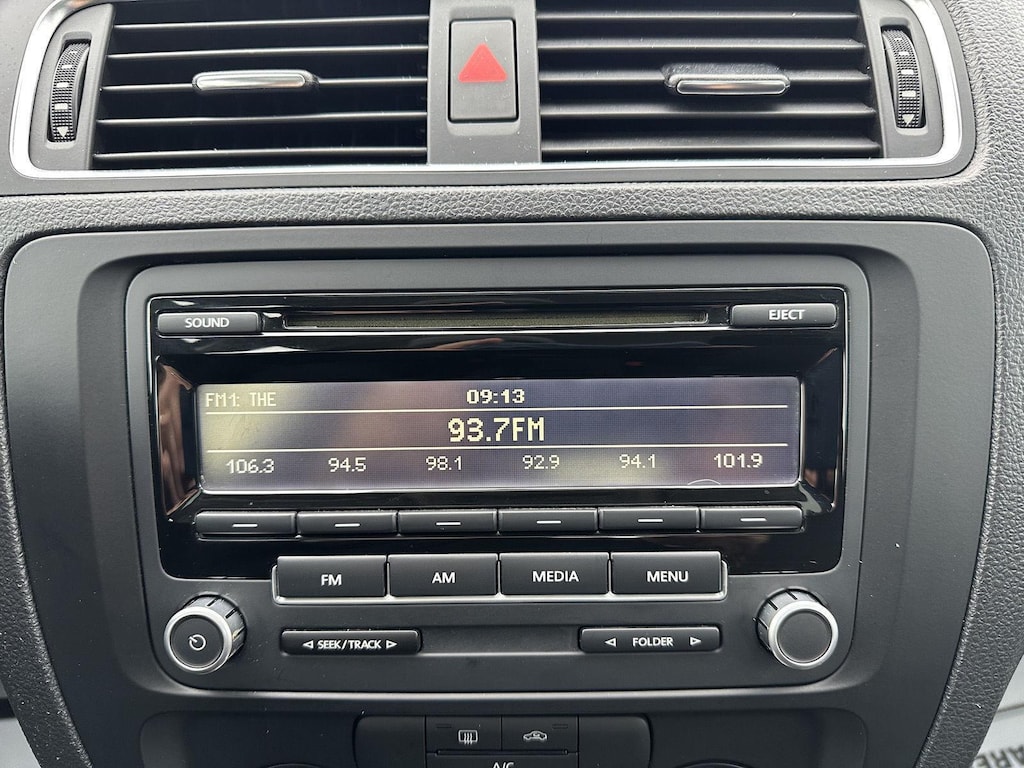 SOUND
EJECT
FM1: THE 09:13
93.7FM
106.3 94.5 98.1 92.9 94.1 101.9
FM AM MEDIA MENU
SEEK/TRACK FOLDER
A/C